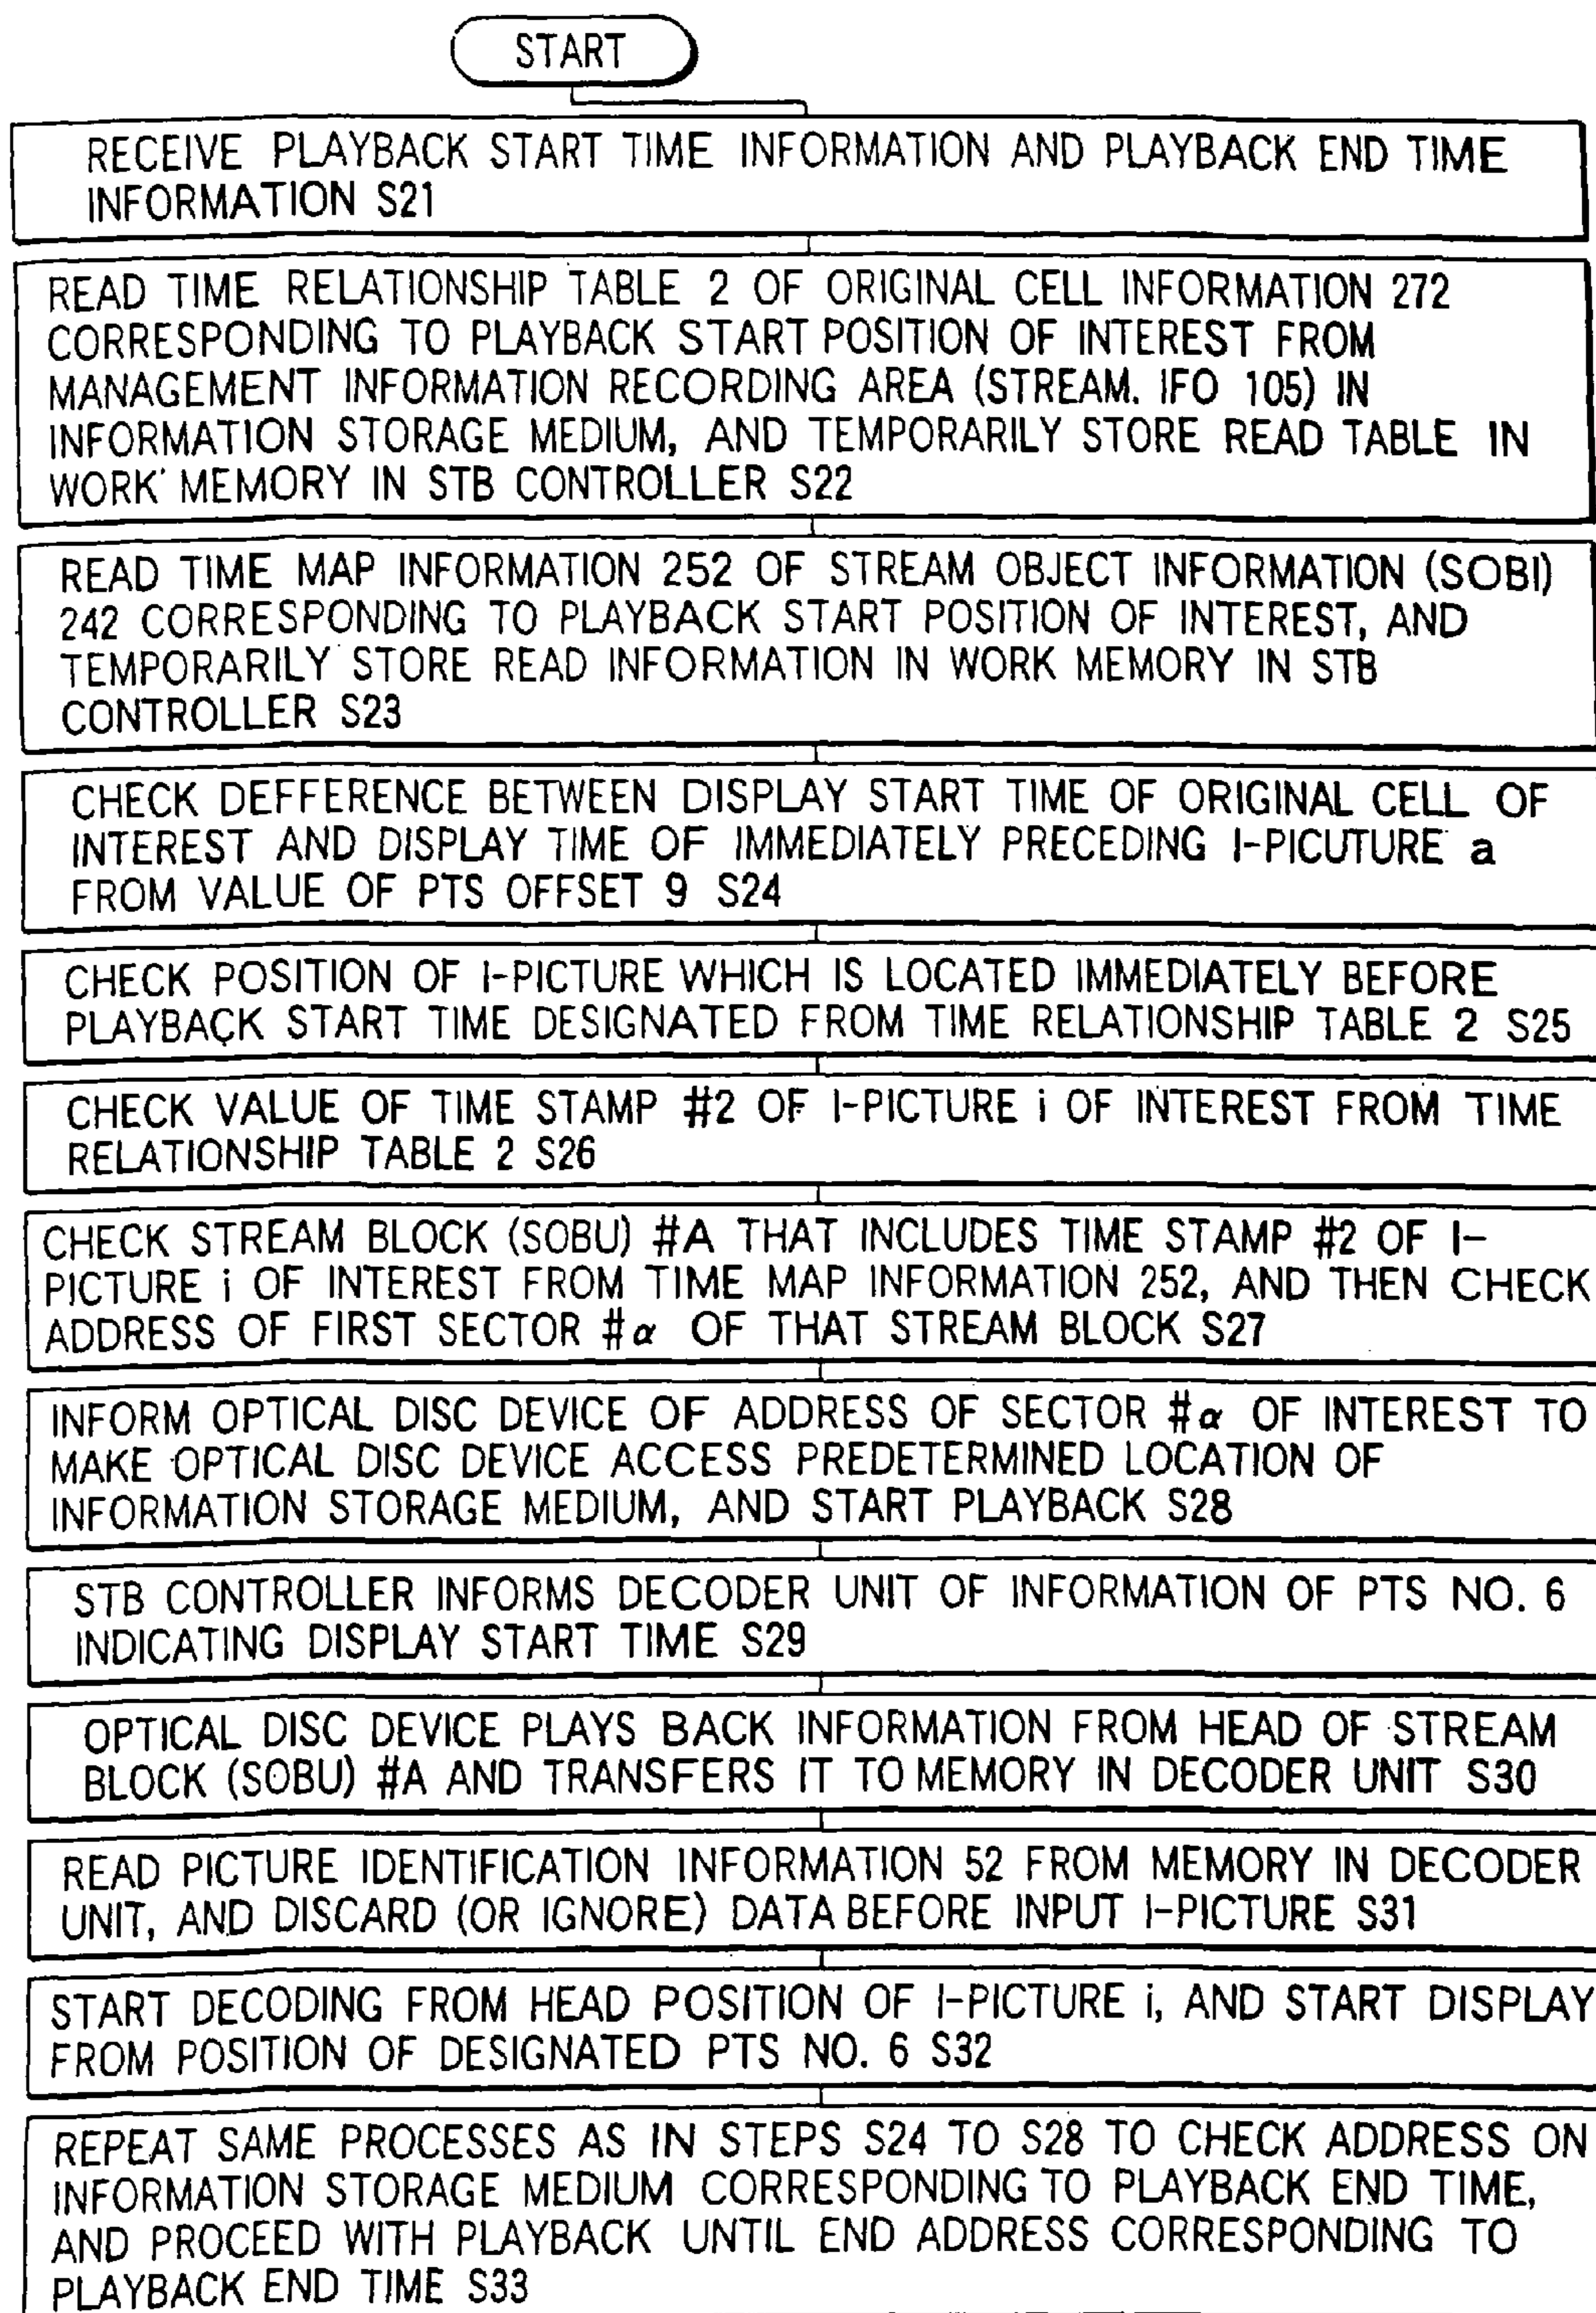 START
RECEIVE PLAYBACK START TIME INFORMATION AND PLAYBACK END TIME
INFORMATION S21
READ TIME RELATIONSHIP TABLE 2 OF ORIGINAL CELL INFORMATION 272
CORRESPONDING TO PLAYBACK START POSITION OF INTEREST FROM
MANAGEMENT INFORMATION RECORDING AREA (STREAM. IFO 105) IN
INFORMATION STORAGE MEDIUM, AND TEMPORARILY STORE READ TABLE IN
WORK MEMORY IN STB CONTROLLER S22
READ TIME MAP INFORMATION 252 OF STREAM OBJECT INFORMATION (SOBI)
242 CORRESPONDING TO PLAYBACK START POSITION OF INTEREST, AND
TEMPORARILY STORE READ INFORMATION IN WORK MEMORY IN STB
CONTROLLER S23
CHECK DEFFERENCE BETWEEN DISPLAY START TIME OF ORIGINAL CELL OF
INTEREST AND DISPLAY TIME OF IMMEDIATELY PRECEDING I-PICUTURE a
FROM VALUE OF PTS OFFSET 9 S24
CHECK POSITION OF I-PICTURE WHICH IS LOCATED IMMEDIATELY BEFORE
PLAYBACK START TIME DESIGNATED FROM TIME RELATIONSHIP TABLE 2 S25
CHECK VALUE OF TIME STAMP #2 OF I-PICTURE i OF INTEREST FROM TIME
RELATIONSHIP TABLE 2 S26
CHECK STREAM BLOCK (SOBU) #A THAT INCLUDES TIME STAMP #2 OF I-
PICTURE i OF INTEREST FROM TIME MAP INFORMATION 252, AND THEN CHECK
ADDRESS OF FIRST SECTOR #α OF THAT STREAM BLOCK S27
INFORM OPTICAL DISC DEVICE OF ADDRESS OF SECTOR #α OF INTEREST TO
MAKE OPTICAL DISC DEVICE ACCESS PREDETERMINED LOCATION OF
INFORMATION STORAGE MEDIUM, AND START PLAYBACK S28
STB CONTROLLER INFORMS DECODER UNIT OF INFORMATION OF PTS NO. 6
INDICATING DISPLAY START TIME S29
OPTICAL DISC DEVICE PLAYS BACK INFORMATION FROM HEAD OF STREAM
BLOCK (SOBU) #A AND TRANSFERS IT TO MEMORY IN DECODER UNIT S30
READ PICTURE IDENTIFICATION INFORMATION 52 FROM MEMORY IN DECODER
UNIT, AND DISCARD (OR IGNORE) DATA BEFORE INPUT I-PICTURE S31
START DECODING FROM HEAD POSITION OF I-PICTURE i, AND START DISPLAY
FROM POSITION OF DESIGNATED PTS NO. 6 S32
REPEAT SAME PROCESSES AS IN STEPS S24 TO S28 TO CHECK ADDRESS ON
INFORMATION STORAGE MEDIUM CORRESPONDING TO PLAYBACK END TIME,
AND PROCEED WITH PLAYBACK UNTIL END ADDRESS CORRESPONDING TO
PLAYBACK END TIME S33